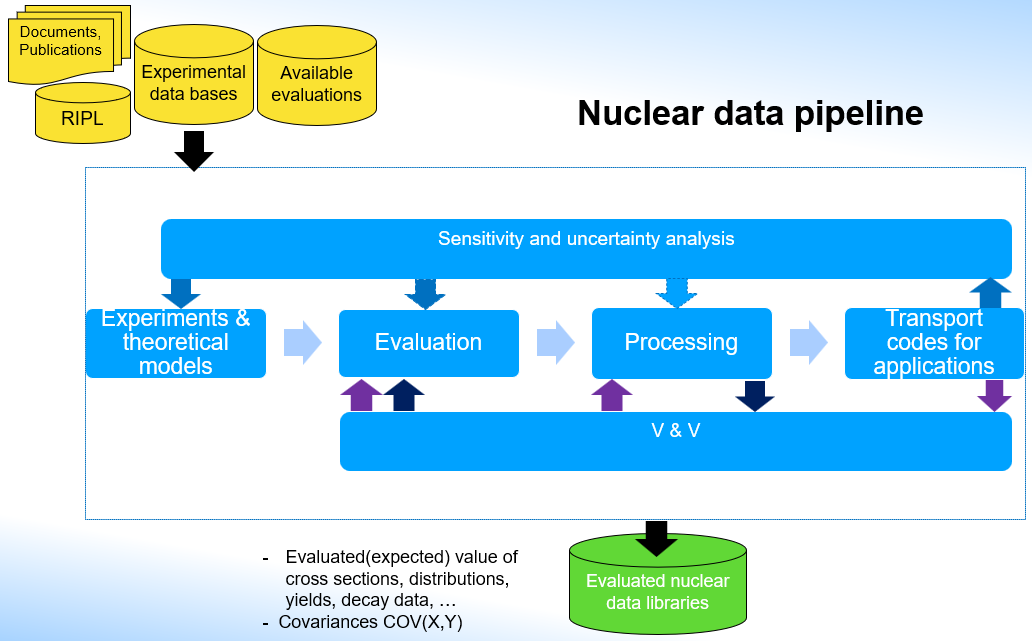 Documents,
Publications
Experimental
data bases
Available
evaluations
RIPL
Nuclear data pipeline
Sensitivity and uncertainty analysis
Experiments &
theoretical
models
Evaluation
Processing
Transport
codes for
applications
V & V
- Evaluated(expected) value of
cross sections, distributions,
yields, decay data, …
- Covariances COV(X,Y)
Evaluated nuclear
data libraries